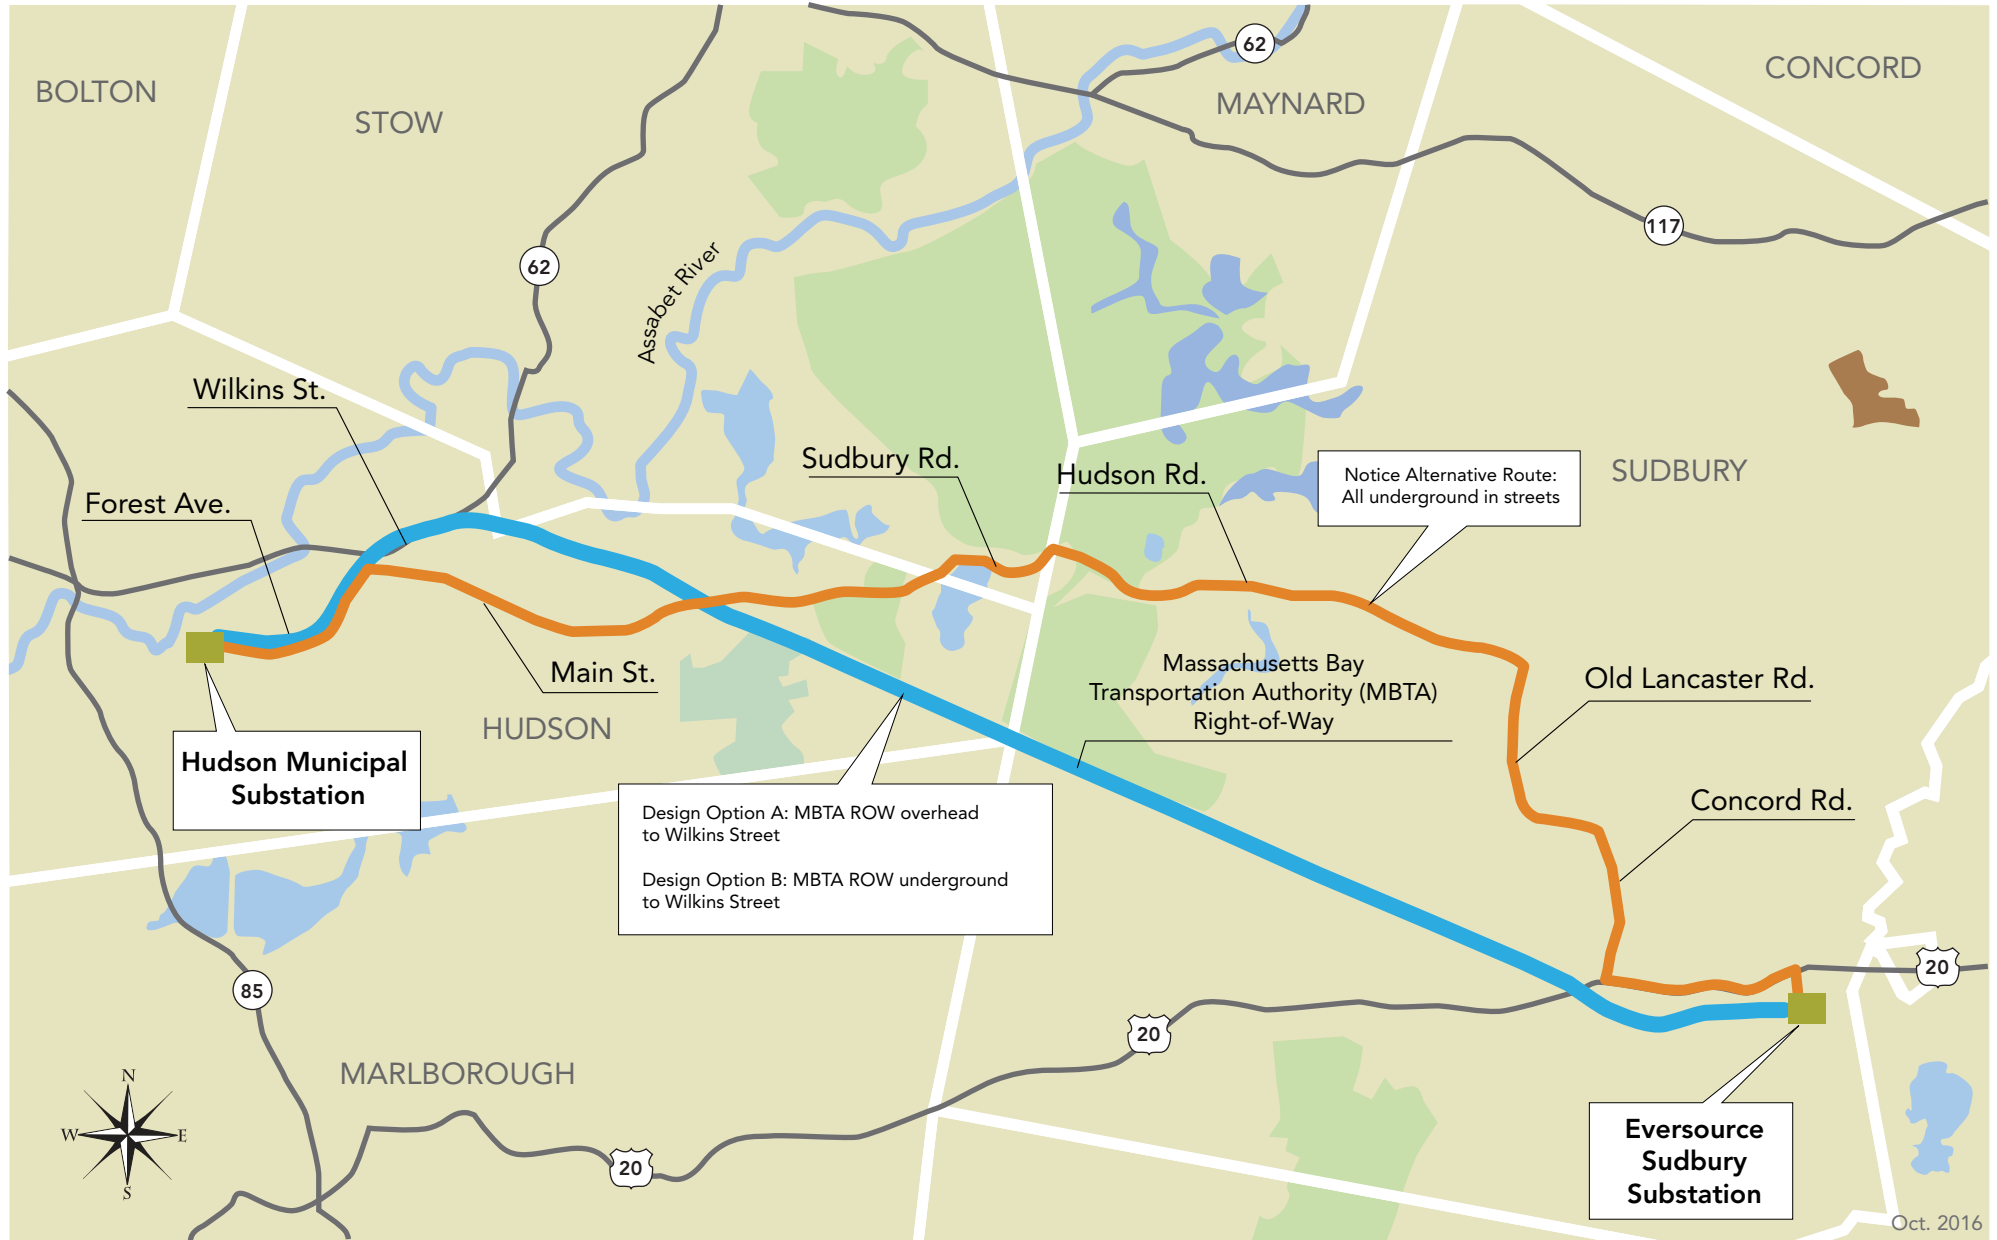 BOLTON
STOW
62
MAYNARD
CONCORD
62
117
Assabet River
Wilkins St.
Forest Ave.
Sudbury Rd.
Hudson Rd.
Notice Alternative Route:
All underground in streets
SUDBURY
Main St.
HUDSON
Massachusetts Bay
Transportation Authority (MBTA)
Right-of-Way
Old Lancaster Rd.
Concord Rd.
Hudson Municipal
Substation
Design Option A: MBTA ROW overhead
to Wilkins Street
Design Option B: MBTA ROW underground
to Wilkins Street
85
20
20
20
MARLBOROUGH
N
W
E
S
Eversource
Sudbury
Substation
Oct. 2016